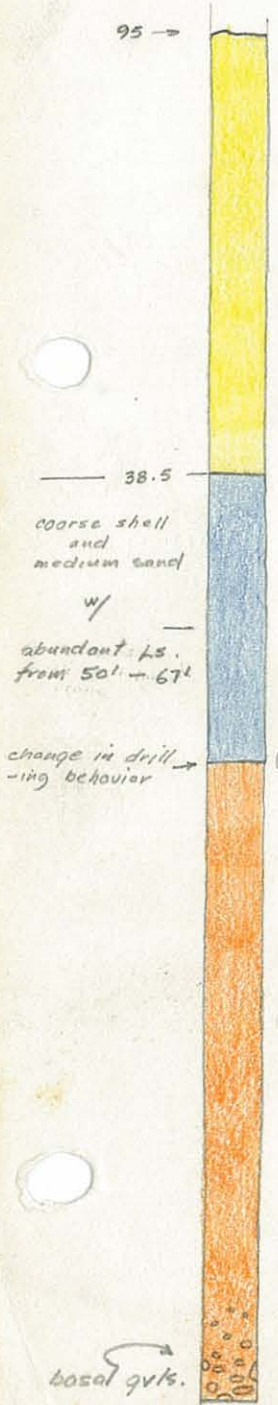 95 →
38.5
coarse shell
and
medium sand
w/
abundant Ls.
from 50' – 67'
change in drill
-ing behavior
basal gvls.